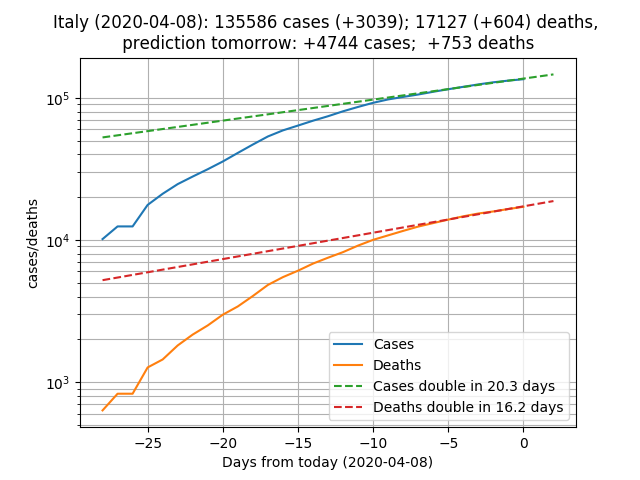 Italy (2020-04-08): 135586 cases (+3039); 17127 (+604) deaths,
prediction tomorrow: +4744 cases;  +753 deaths
10^5
10^4
10^3
cases/deaths
Cases
Deaths
Cases double in 20.3 days
Deaths double in 16.2 days
−25 −20 −15 −10 −5 0
Days from today (2020-04-08)